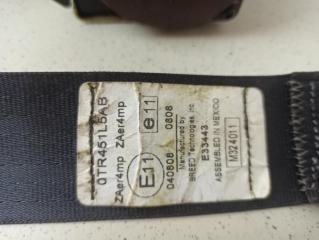 0TR451L5AB
ZAer4mp ZAer4mp
E11 e11
040808 0808
Manufactured by
BREED Technologies, Inc.
E33443
ASSEMBLED IN MEXICO
M324011